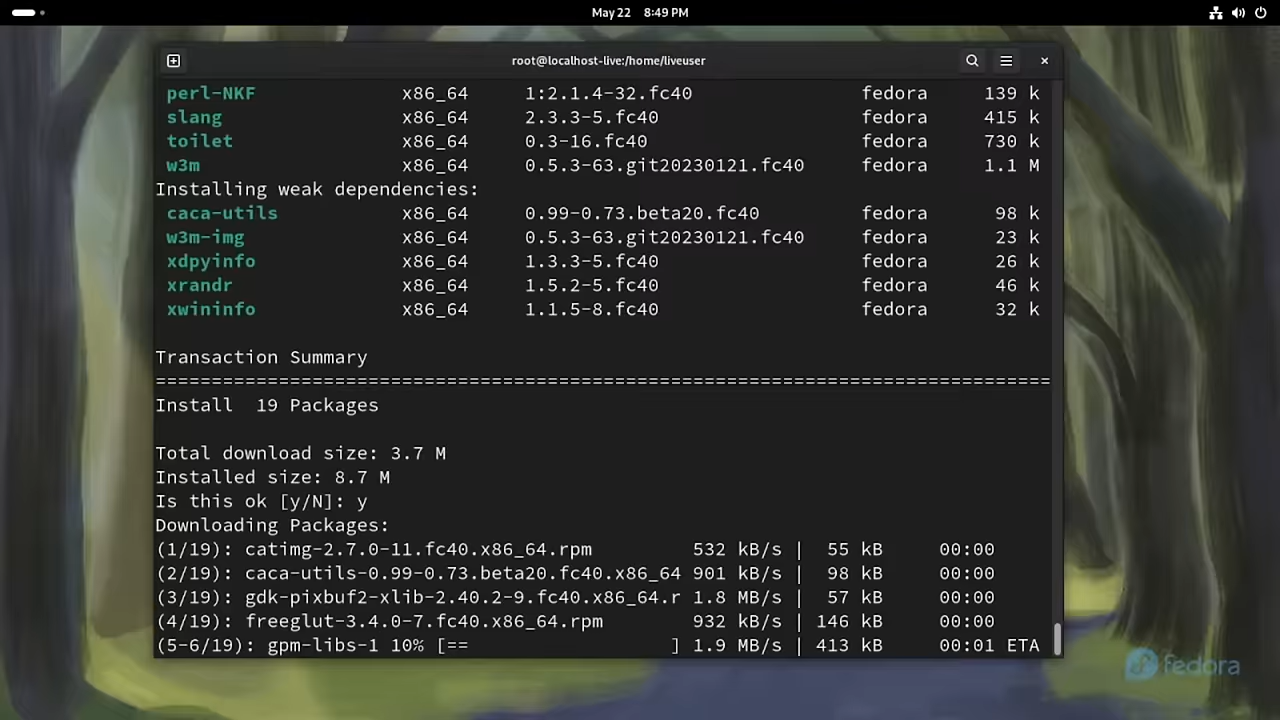 May 22 8:49 PM
root@localhost-live:/home/liveuser
perl-NKF x86_64 1:2.1.4-32.fc40 fedora 139 k
slang x86_64 2.3.3-5.fc40 fedora 415 k
toilet x86_64 0.3-16.fc40 fedora 730 k
w3m x86_64 0.5.3-63.git20230121.fc40 fedora 1.1 M
Installing weak dependencies:
caca-utils x86_64 0.99-0.73.beta20.fc40 fedora 98 k
w3m-img x86_64 0.5.3-63.git20230121.fc40 fedora 23 k
xdpyinfo x86_64 1.3.3-5.fc40 fedora 26 k
xrandr x86_64 1.5.2-5.fc40 fedora 46 k
xwininfo x86_64 1.1.5-8.fc40 fedora 32 k
Transaction Summary
================================================================================
Install  19 Packages
Total download size: 3.7 M
Installed size: 8.7 M
Is this ok [y/N]: y
Downloading Packages:
(1/19): catimg-2.7.0-11.fc40.x86_64.rpm 532 kB/s | 55 kB 00:00
(2/19): caca-utils-0.99-0.73.beta20.fc40.x86_64 901 kB/s | 98 kB 00:00
(3/19): gdk-pixbuf2-xlib-2.40.2-9.fc40.x86_64.r 1.8 MB/s | 57 kB 00:00
(4/19): freeglut-3.4.0-7.fc40.x86_64.rpm 932 kB/s | 146 kB 00:00
(5-6/19): gpm-libs-1 10% [== ] 1.9 MB/s | 413 kB 00:01 ETA
fedora